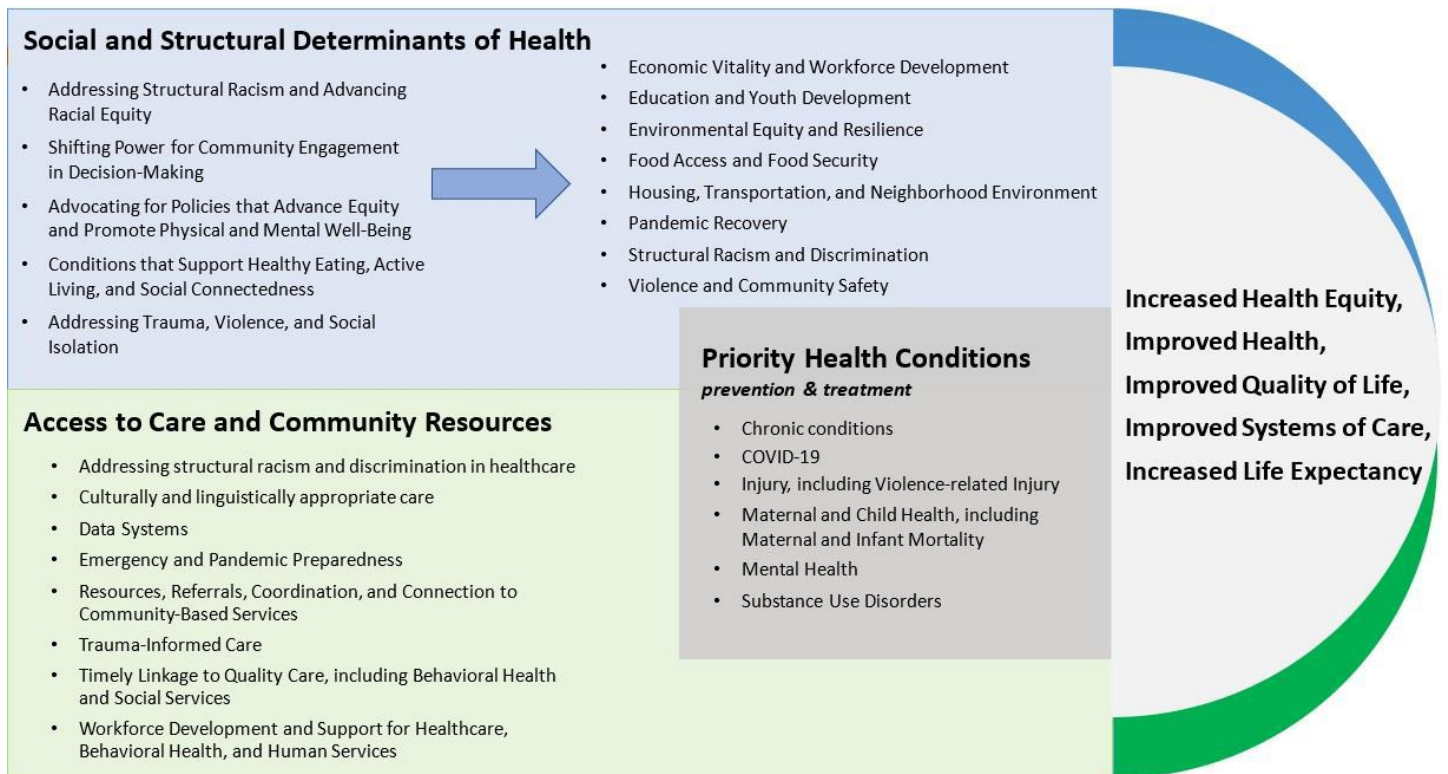 Social and Structural Determinants of Health
• Addressing Structural Racism and Advancing
Racial Equity
• Shifting Power for Community Engagement
in Decision-Making
• Advocating for Policies that Advance Equity
and Promote Physical and Mental Well-Being
• Conditions that Support Healthy Eating, Active
Living, and Social Connectedness
• Addressing Trauma, Violence, and Social
Isolation
• Economic Vitality and Workforce Development
• Education and Youth Development
• Environmental Equity and Resilience
• Food Access and Food Security
• Housing, Transportation, and Neighborhood Environment
• Pandemic Recovery
• Structural Racism and Discrimination
• Violence and Community Safety
Priority Health Conditions
prevention & treatment
• Chronic conditions
• COVID-19
• Injury, including Violence-related Injury
• Maternal and Child Health, including
Maternal and Infant Mortality
• Mental Health
• Substance Use Disorders
Access to Care and Community Resources
• Addressing structural racism and discrimination in healthcare
• Culturally and linguistically appropriate care
• Data Systems
• Emergency and Pandemic Preparedness
• Resources, Referrals, Coordination, and Connection to
Community-Based Services
• Trauma-Informed Care
• Timely Linkage to Quality Care, including Behavioral Health
and Social Services
• Workforce Development and Support for Healthcare,
Behavioral Health, and Human Services
Increased Health Equity,
Improved Health,
Improved Quality of Life,
Improved Systems of Care,
Increased Life Expectancy